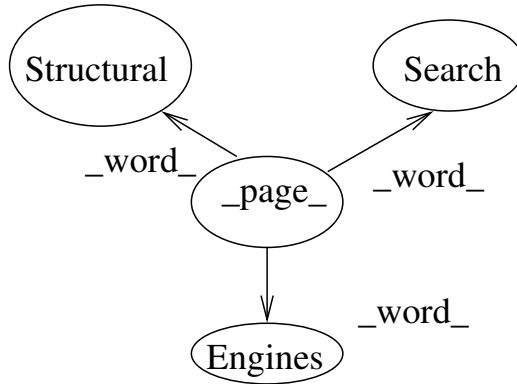 Structural
Search
_word_
_page_
_word_
_word_
Engines